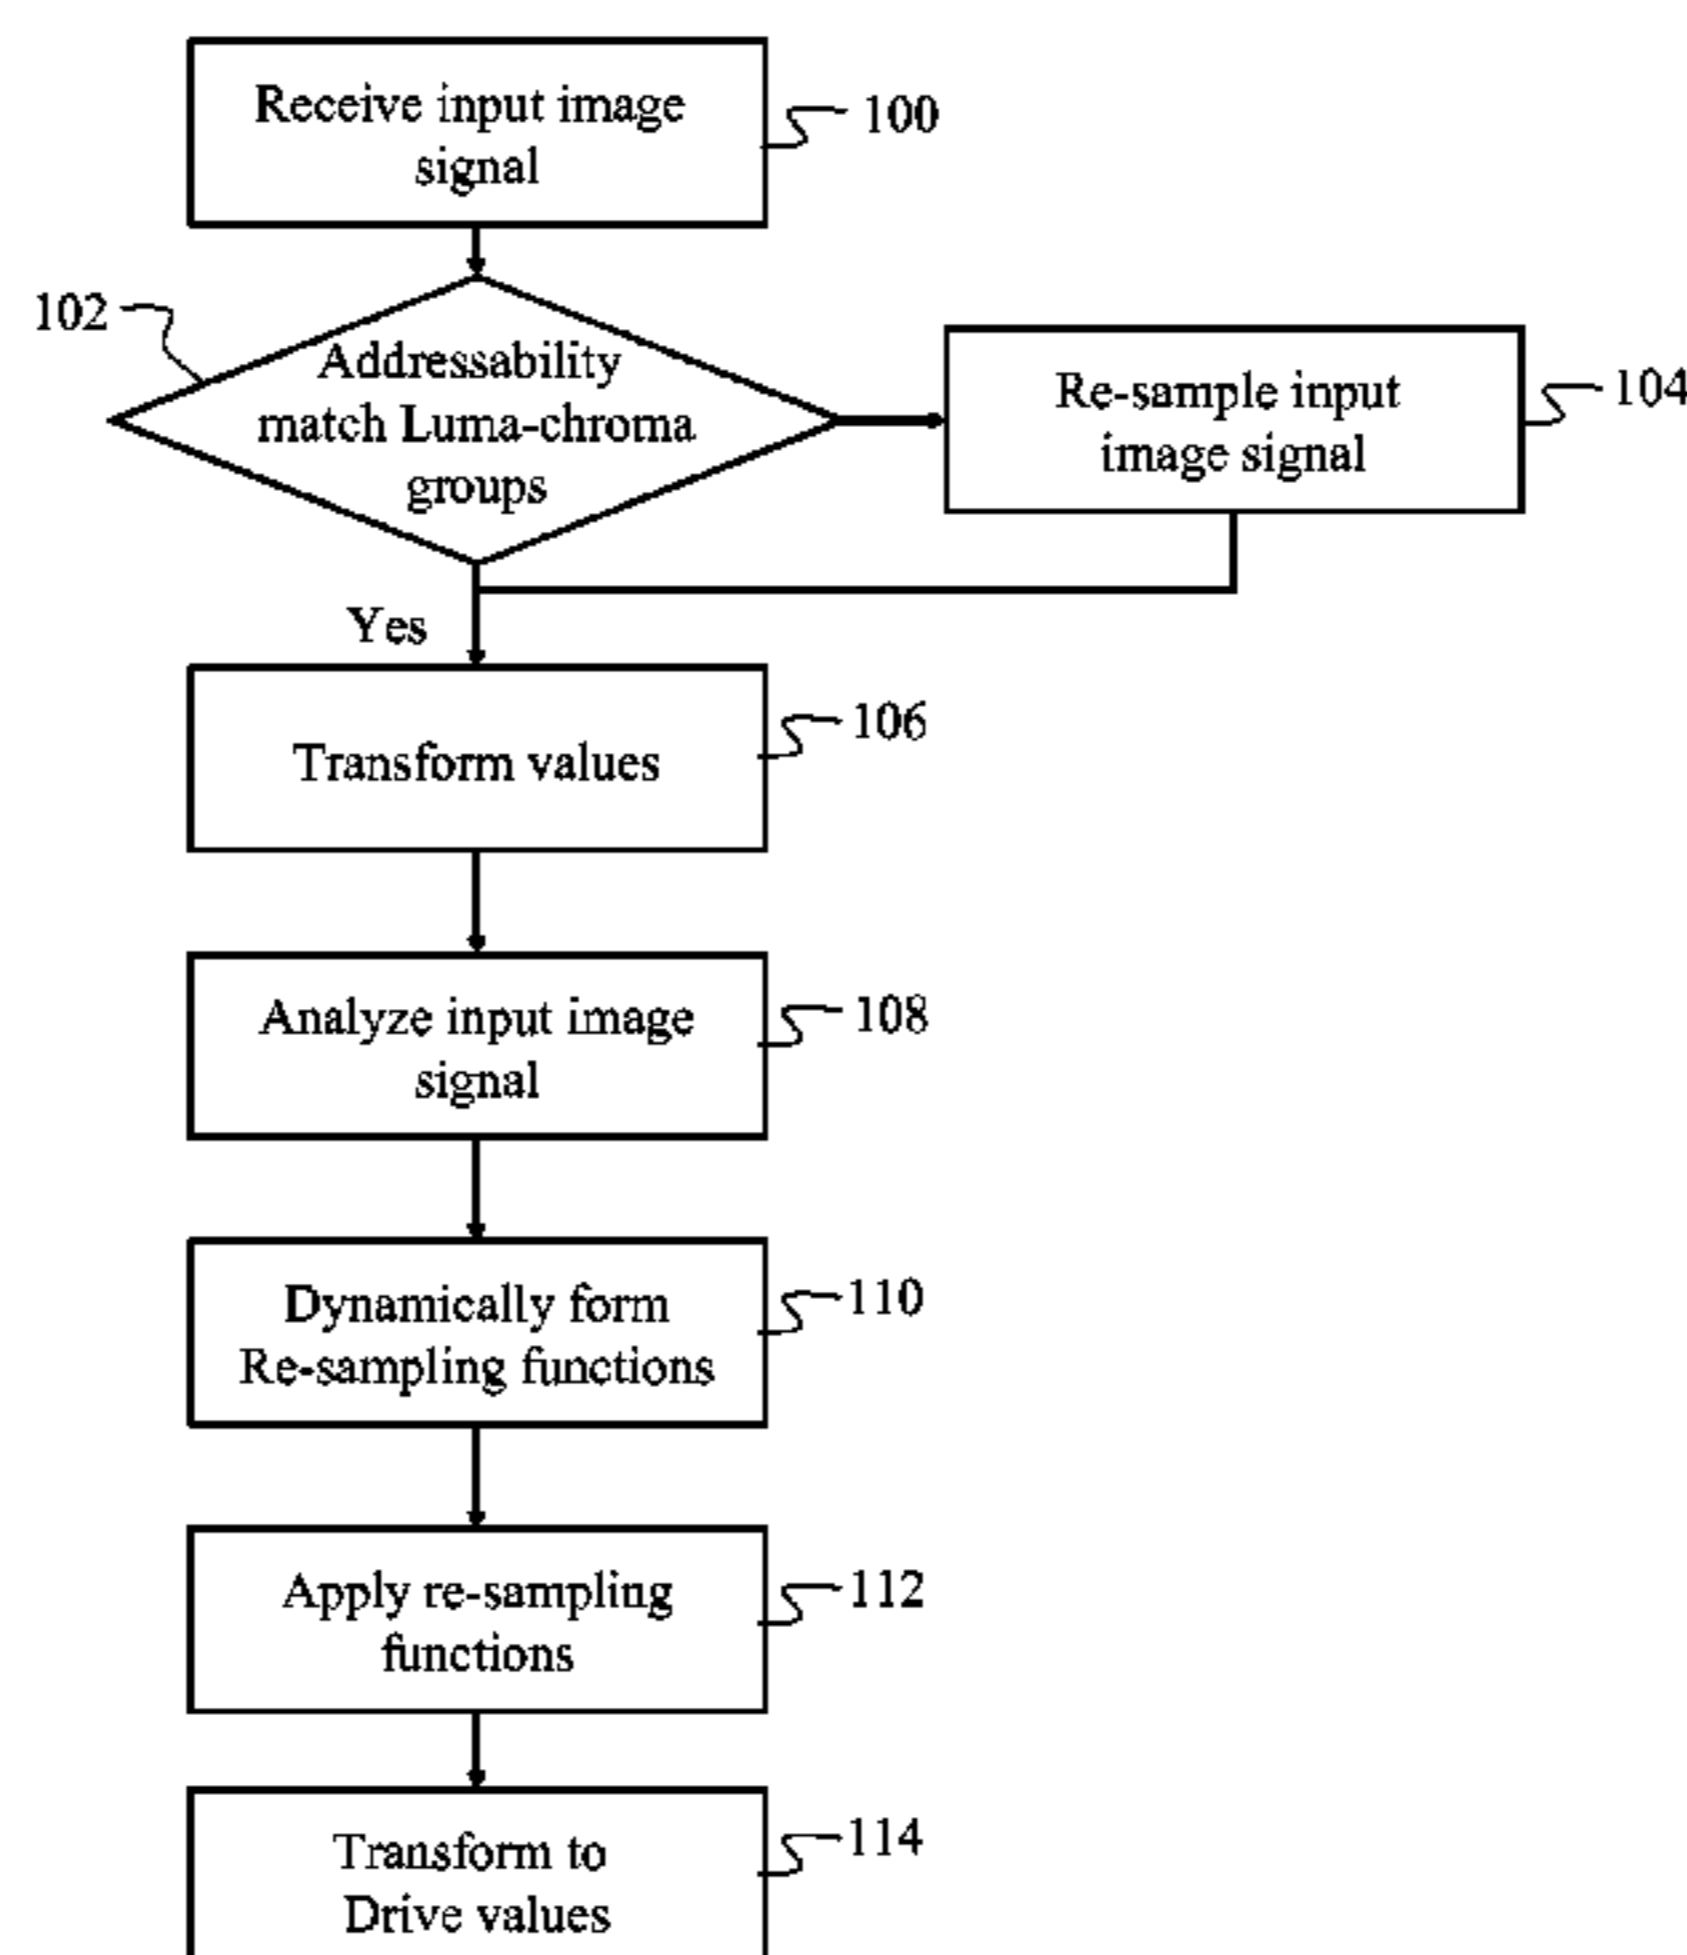 Receive input image
signal
100
102
Addressability
match Luma-chroma
groups
Re-sample input
image signal
104
Yes
Transform values
106
Analyze input image
signal
108
Dynamically form
Re-sampling functions
110
Apply re-sampling
functions
112
Transform to
Drive values
114